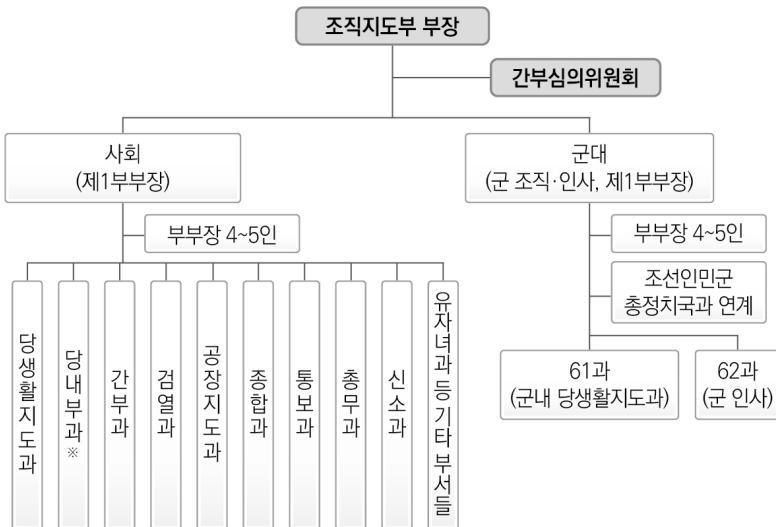 조직지도부 부장
간부심의위원회
사회
(제1부부장)
군대
(군 조직·인사, 제1부부장)
부부장 4~5인
부부장 4~5인
조선인민군
총정치국과 연계
당생활지도과
당내부과※
간부과
검열과
공장지도과
종합과
통보과
총무과
신소과
유자녀과 등 기타 부서들
61과
(군내 당생활지도과)
62과
(군 인사)